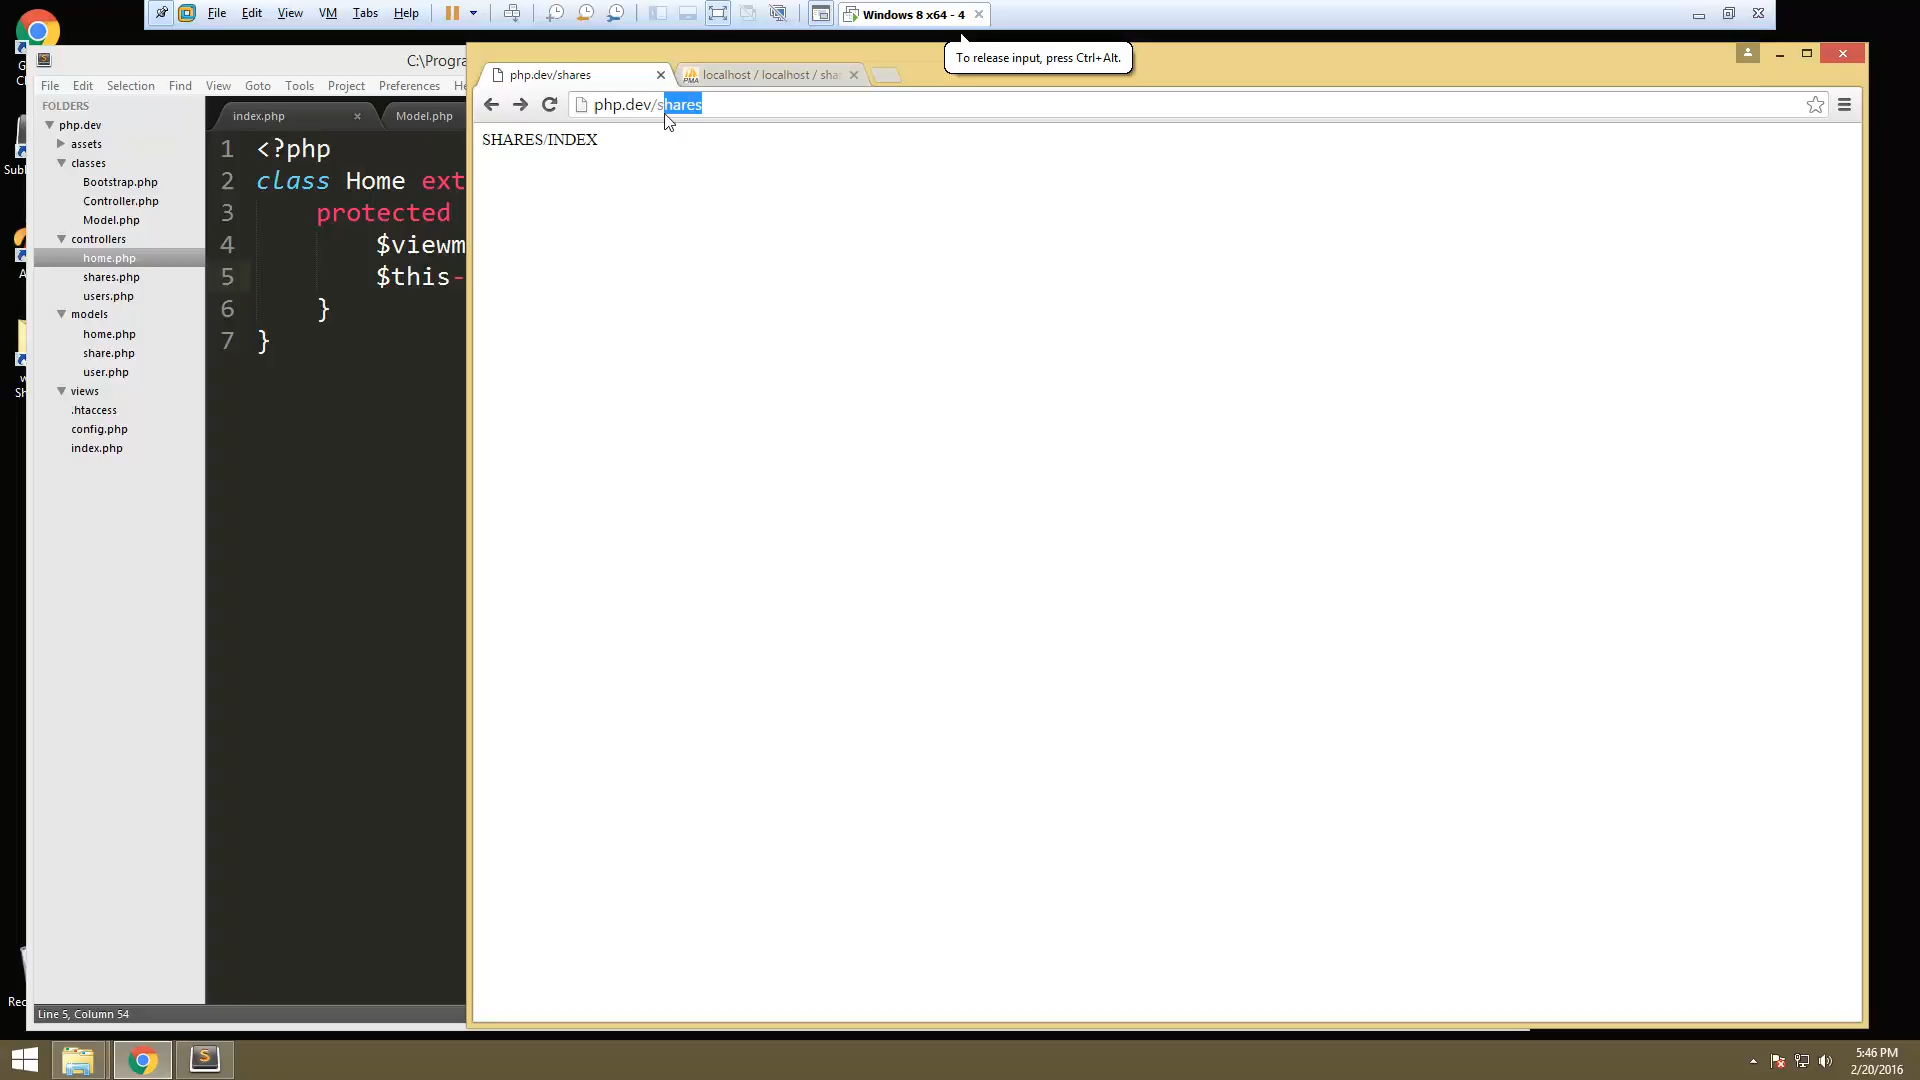 File Edit View VM Tabs Help
Windows 8 x64 - 4
To release input, press Ctrl+Alt.
C:\Progra
File Edit Selection View Find Goto Tools Project Preferences He
FOLDERS
php.dev
assets
classes
Bootstrap.php
Controller.php
Model.php
controllers
home.php
shares.php
users.php
models
home.php
share.php
user.php
views
.htaccess
config.php
index.php
index.php
Model.php
1 <?php
2 class Home ext
3 protected
4 $viewm
5 $this-
6 }
7 }
Line 5, Column 54
php.dev/shares
localhost / localhost / sha
php.dev/shares
SHARES/INDEX
5:46 PM
2/20/2016